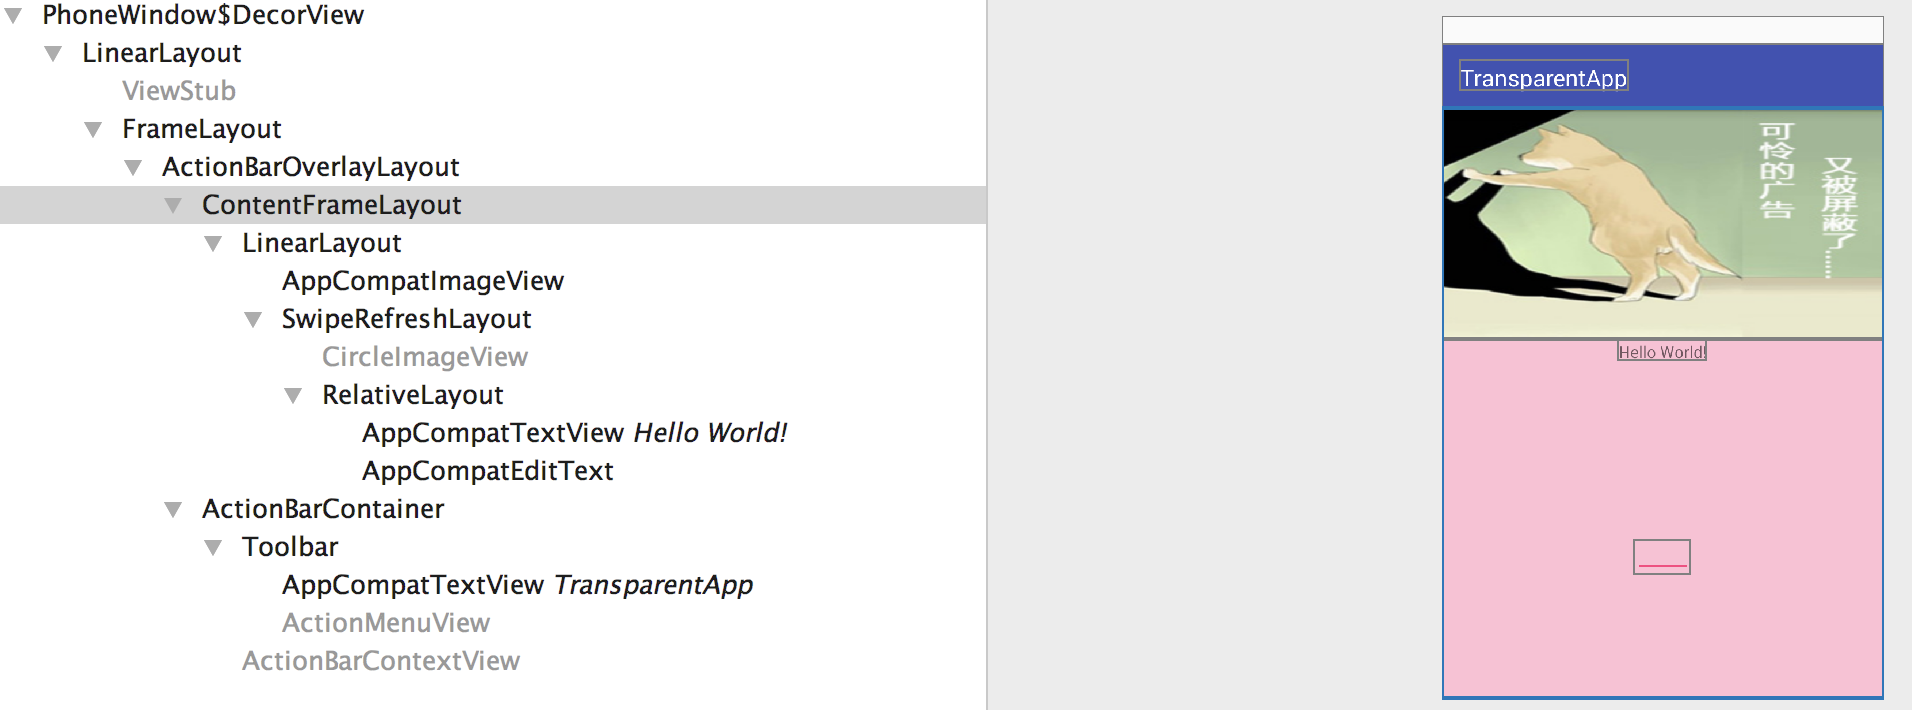 PhoneWindow$DecorView
LinearLayout
ViewStub
FrameLayout
ActionBarOverlayLayout
ContentFrameLayout
LinearLayout
AppCompatImageView
SwipeRefreshLayout
CircleImageView
RelativeLayout
AppCompatTextView Hello World!
AppCompatEditText
ActionBarContainer
Toolbar
AppCompatTextView TransparentApp
ActionMenuView
ActionBarContextView
TransparentApp
可怜的广告
又被屏蔽了……
Hello World!